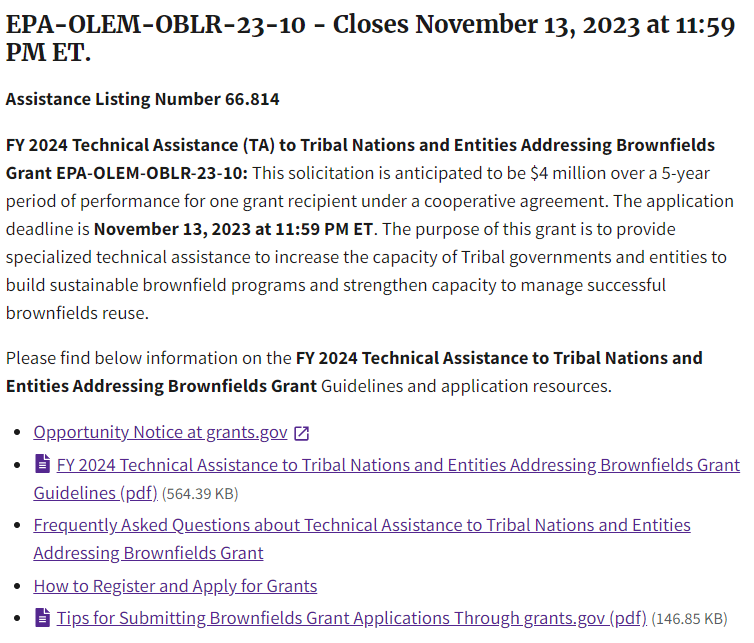 EPA-OLEM-OBLR-23-10 - Closes November 13, 2023 at 11:59
PM ET.
Assistance Listing Number 66.814
FY 2024 Technical Assistance (TA) to Tribal Nations and Entities Addressing Brownfields
Grant EPA-OLEM-OBLR-23-10: This solicitation is anticipated to be $4 million over a 5-year
period of performance for one grant recipient under a cooperative agreement. The application
deadline is November 13, 2023 at 11:59 PM ET. The purpose of this grant is to provide
specialized technical assistance to increase the capacity of Tribal governments and entities to
build sustainable brownfield programs and strengthen capacity to manage successful
brownfields reuse.
Please find below information on the FY 2024 Technical Assistance to Tribal Nations and
Entities Addressing Brownfields Grant Guidelines and application resources.
• Opportunity Notice at grants.gov
• FY 2024 Technical Assistance to Tribal Nations and Entities Addressing Brownfields Grant
Guidelines (pdf) (564.39 KB)
• Frequently Asked Questions about Technical Assistance to Tribal Nations and Entities
Addressing Brownfields Grant
• How to Register and Apply for Grants
• Tips for Submitting Brownfields Grant Applications Through grants.gov (pdf) (146.85 KB)